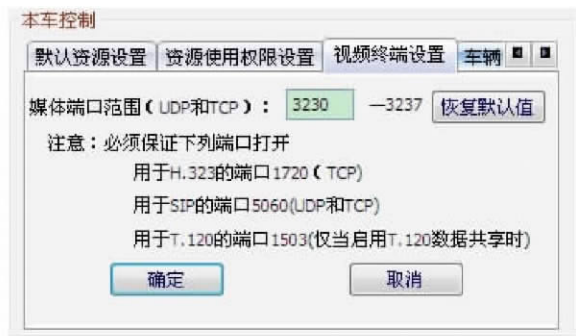 本车控制
默认资源设置 资源使用权限设置 视频终端设置 车辆
媒体端口范围(UDP和TCP): 3230 —3237 恢复默认值
注意:必须保证下列端口打开
用于H.323的端口1720(TCP)
用于SIP的端口5060(UDP和TCP)
用于T.120的端口1503(仅当启用T.120数据共享时)
确定 取消